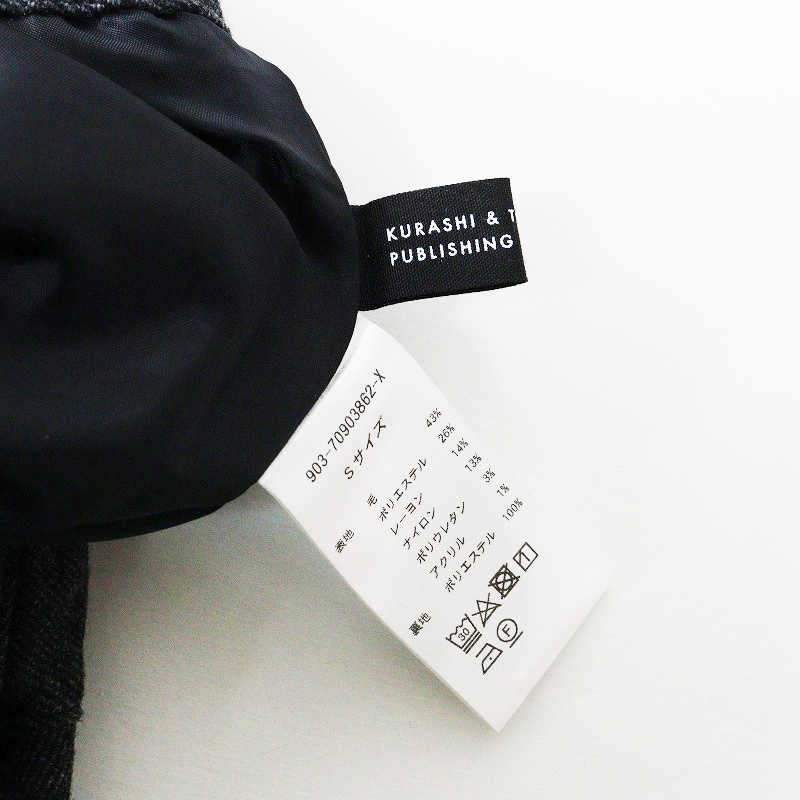 KURASHI & T
PUBLISHING
903-70903862-X
Sサイズ
表地 毛 43%
ポリエステル 26%
レーヨン 14%
ナイロン 13%
ポリウレタン 3%
アクリル 1%
裏地 ポリエステル 100%
30
F